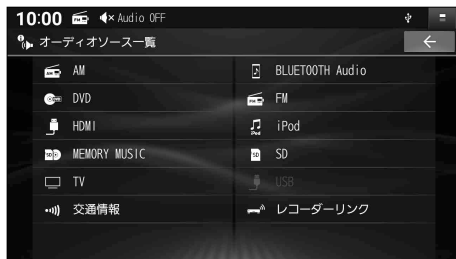 10:00 Audio OFF
オーディオソース一覧
AM
BLUETOOTH Audio
DVD
FM
HDMI
iPod
MEMORY MUSIC
SD
TV
USB
交通情報
レコーダーリンク